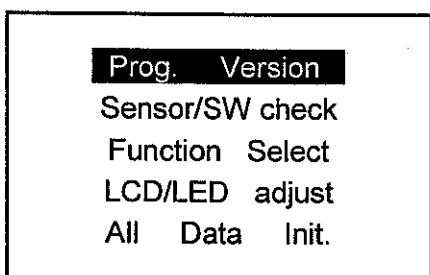 Prog. Version
Sensor/SW check
Function Select
LCD/LED adjust
All Data Init.